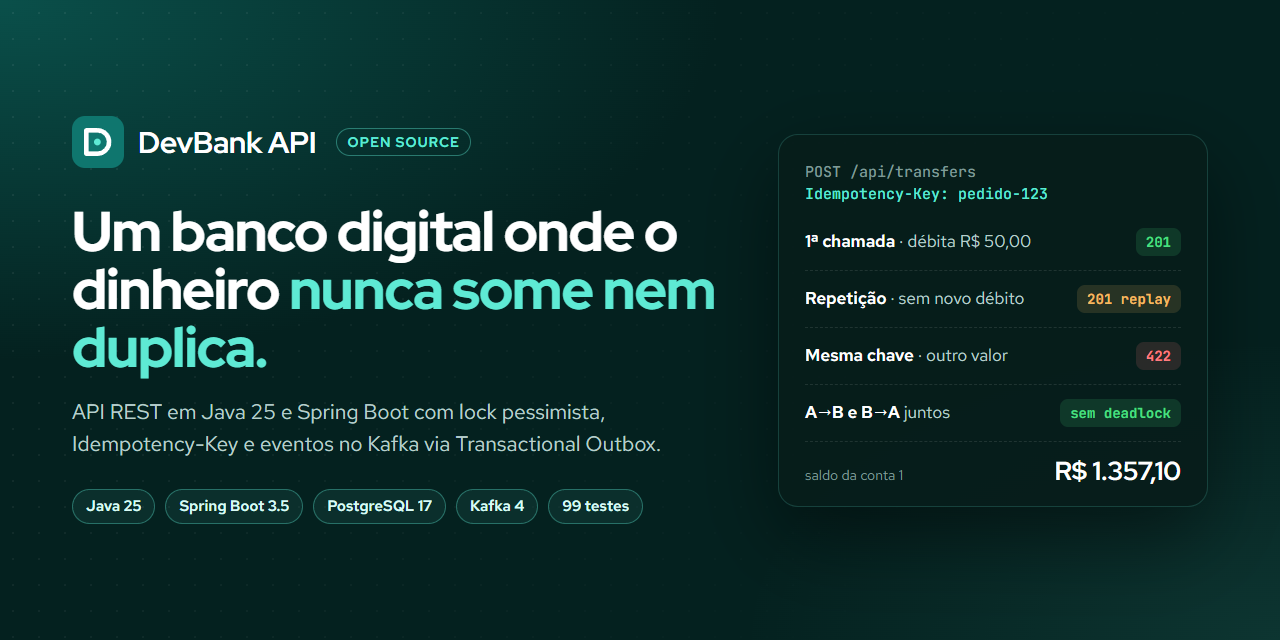 DevBank API OPEN SOURCE
Um banco digital onde o
dinheiro nunca some nem
duplica.
API REST em Java 25 e Spring Boot com lock pessimista,
Idempotency-Key e eventos no Kafka via Transactional Outbox.
Java 25 Spring Boot 3.5 PostgreSQL 17 Kafka 4 99 testes
POST /api/transfers
Idempotency-Key: pedido-123
1ª chamada · débita R$ 50,00 201
Repetição · sem novo débito 201 replay
Mesma chave · outro valor 422
A→B e B→A juntos sem deadlock
saldo da conta 1 R$ 1.357,10